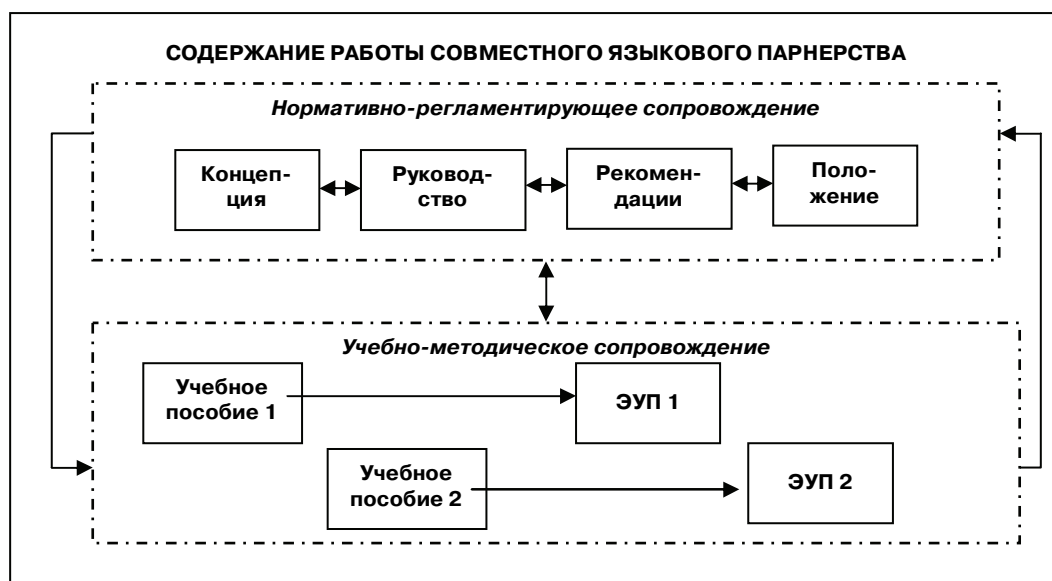 СОДЕРЖАНИЕ РАБОТЫ СОВМЕСТНОГО ЯЗЫКОВОГО ПАРНЕРСТВА
Нормативно-регламентирующее сопровождение
Концеп-
ция
Руковод-
ство
Рекомен-
дации
Поло-
жение
Учебно-методическое сопровождение
Учебное
пособие 1
ЭУП 1
Учебное
пособие 2
ЭУП 2